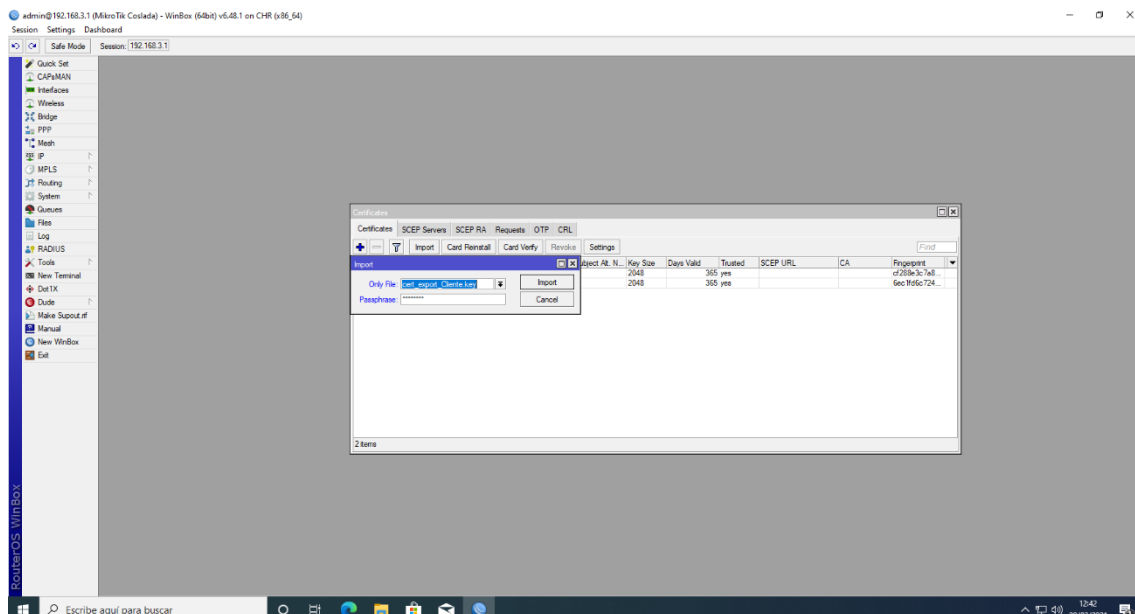 admin@192.168.3.1 (MikroTik Coslada) - WinBox (64bit) v6.48.1 on CHR (x86_64)
Session Settings Dashboard
Safe Mode Session: 192.168.3.1
Quick Set
CAPsMAN
Interfaces
Wireless
Bridge
PPP
Mesh
IP
MPLS
Routing
System
Queues
Files
Log
RADIUS
Tools
New Terminal
Dot1X
Dude
Make Supout.rif
Manual
New WinBox
Exit
RouterOS WinBox
Certificates
Certificates SCEP Servers SCEP RA Requests OTP CRL
Import Card Reinstall Card Verify Revoke Settings Find
ubject Alt. N... Key Size Days Valid Trusted SCEP URL CA Fingerprint
2048 365 yes cf288e3c7a8...
2048 365 yes 6ec1fd6c724...
Import
Only File: cert_export_Cliente.key Import
Passphrase: ******** Cancel
2 items
Escribe aquí para buscar
12:42